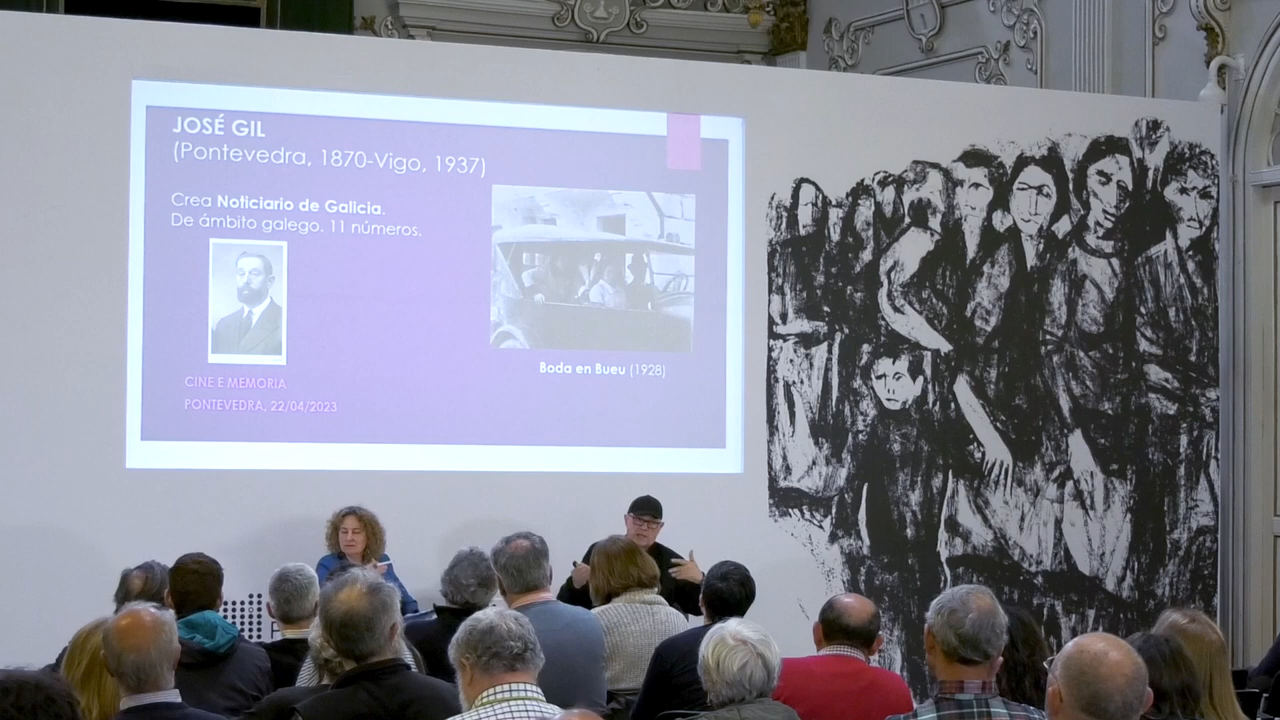 JOSÉ GIL
(Pontevedra, 1870-Vigo, 1937)
Crea Noticiario de Galicia.
De ámbito galego. 11 números.
Boda en Bueu (1928)
CINE E MEMORIA
PONTEVEDRA, 22/04/2023